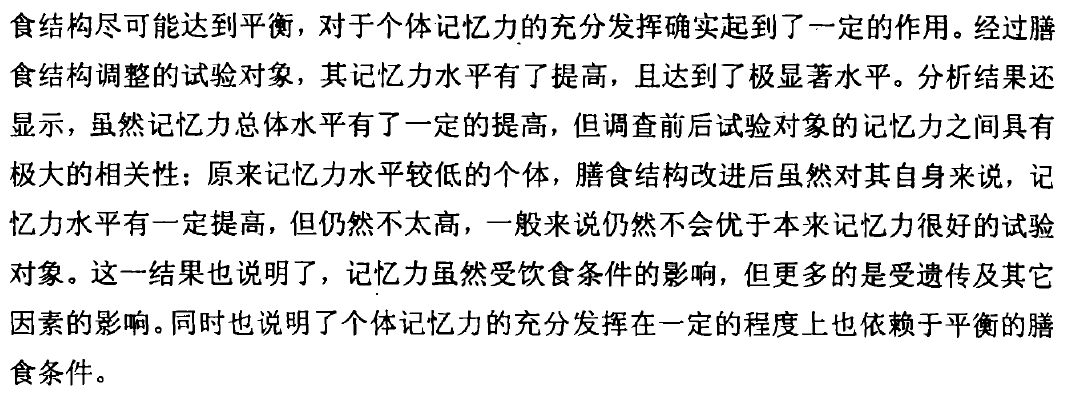 食结构尽可能达到平衡，对于个体记忆力的充分发挥确实起到了一定的作用。经过膳
食结构调整的试验对象，其记忆力水平有了提高，且达到了极显著水平。分析结果还
显示，虽然记忆力总体水平有了一定的提高，但调查前后试验对象的记忆力之间具有
极大的相关性；原来记忆力水平较低的个体，膳食结构改进后虽然对其自身来说，记
忆力水平有一定提高，但仍然不太高，一般来说仍然不会优于本来记忆力很好的试验
对象。这一结果也说明了，记忆力虽然受饮食条件的影响，但更多的是受遗传及其它
因素的影响。同时也说明了个体记忆力的充分发挥在一定的程度上也依赖于平衡的膳
食条件。